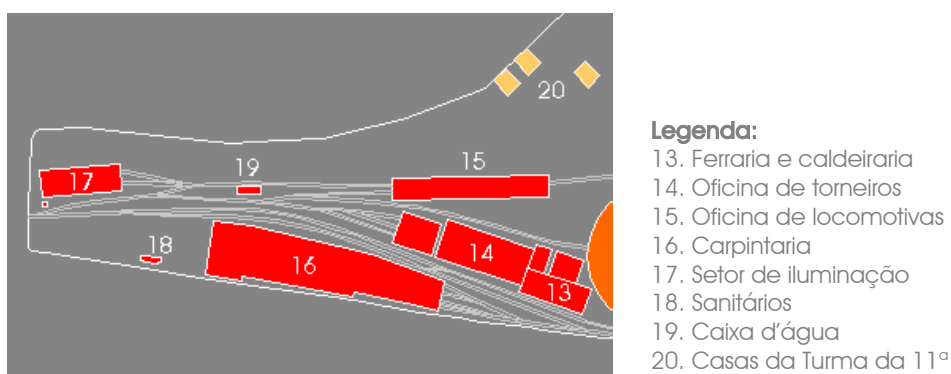 20
19
15
17
18
14
16
13
Legenda:
13. Ferraria e caldeiraria
14. Oficina de torneiros
15. Oficina de locomotivas
16. Carpintaria
17. Setor de iluminação
18. Sanitários
19. Caixa d'água
20. Casas da Turma da 11ª